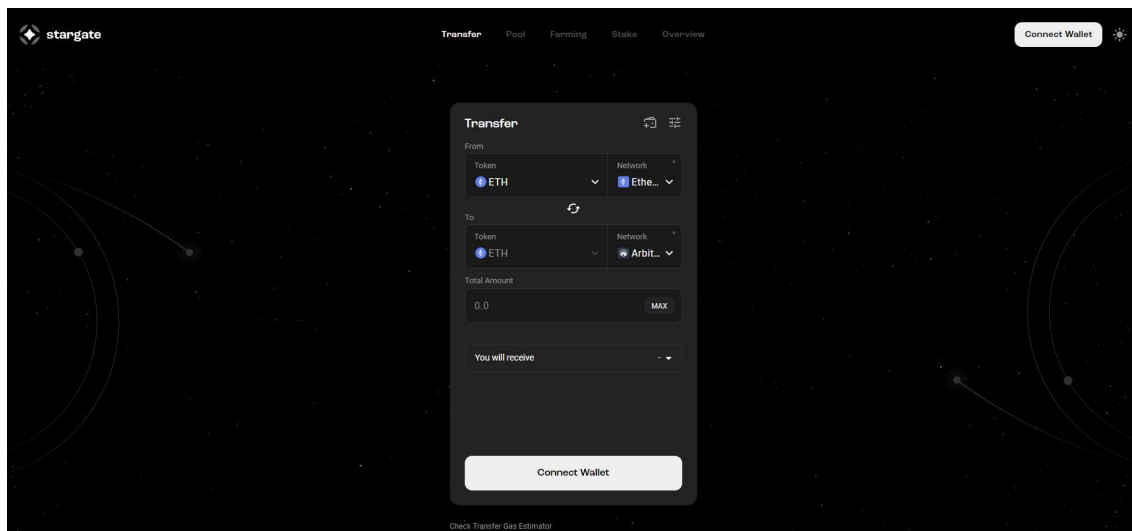 stargate
Transfer Pool Farming Stake Overview
Connect Wallet
Transfer
From
Token Network
ETH Ethe...
To
Token Network
ETH Arbit...
Total Amount
0.0 MAX
You will receive -
Connect Wallet
Check Transfer Gas Estimator